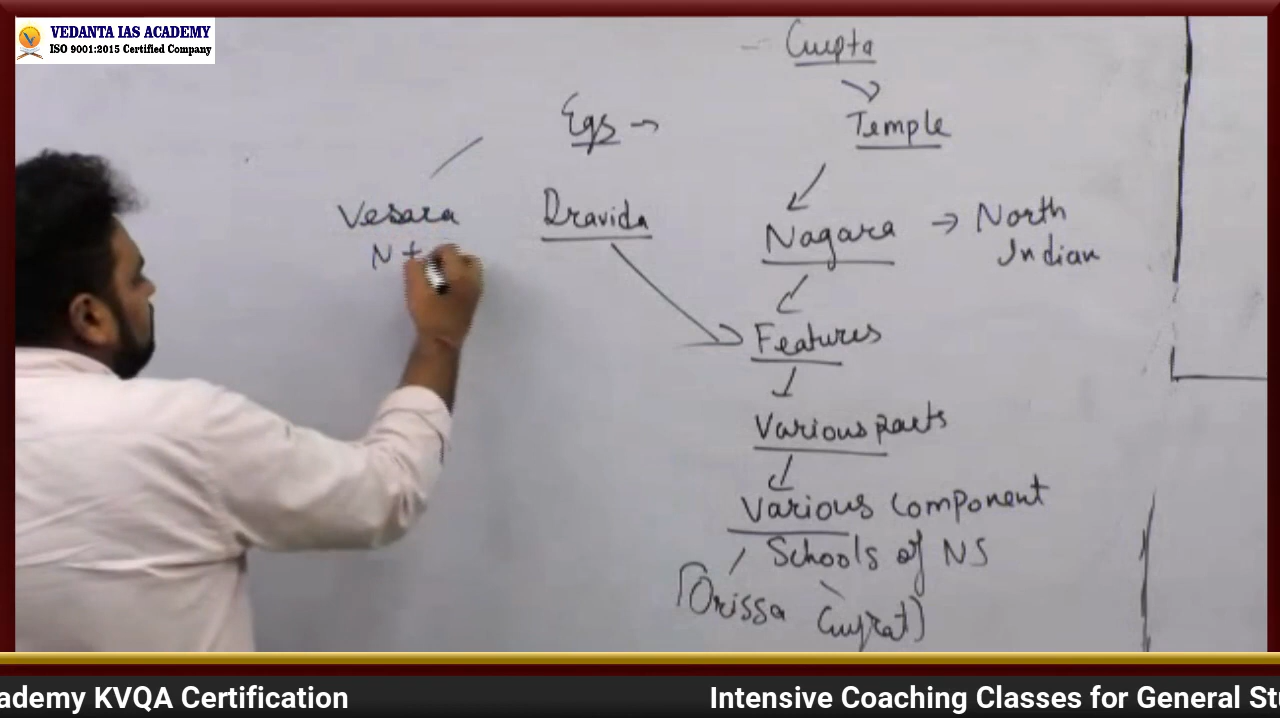 VEDANTA IAS ACADEMY
ISO 9001:2015 Certified Company
Gupta
Egs →
Temple
Vesara
Dravida
Nagara → North
Indian
N +
Features
Various parts
Various component
Schools of NS
(Orissa Gujrat)
ademy KVQA Certification
Intensive Coaching Classes for General St